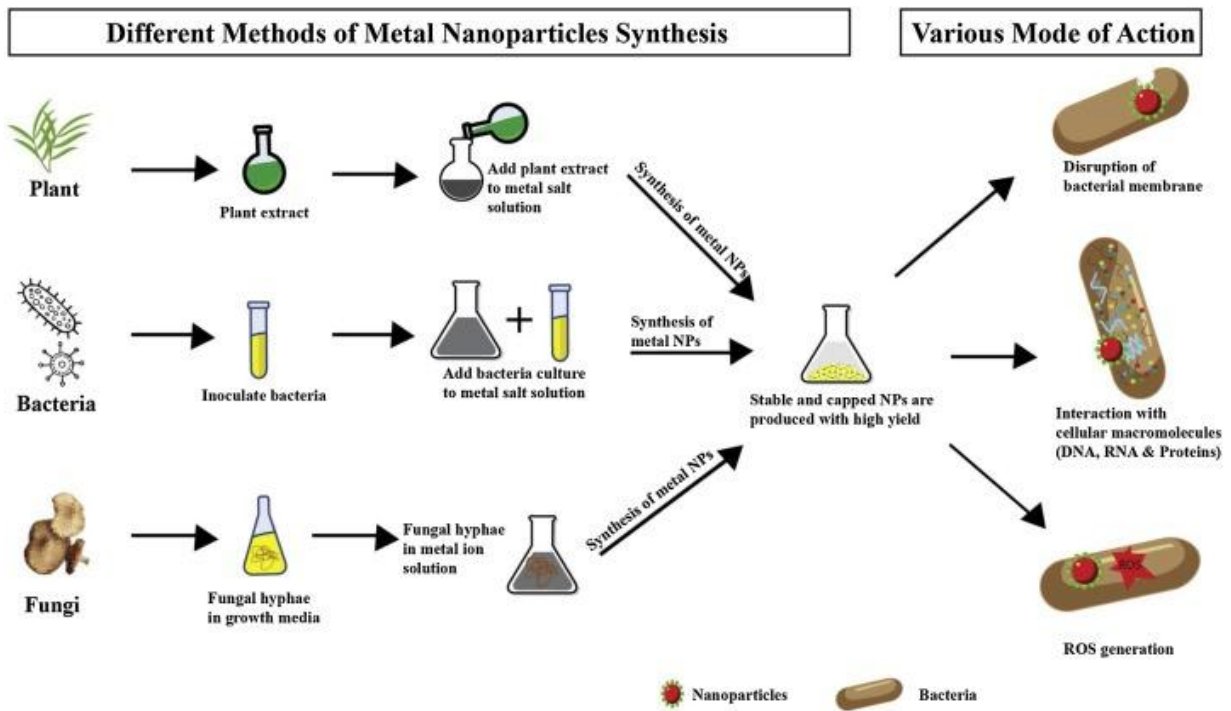 Different Methods of Metal Nanoparticles Synthesis
Various Mode of Action
Plant
Plant extract
Add plant extract
to metal salt
solution
Synthesis of metal NPs
Disruption of
bacterial membrane
Bacteria
Inoculate bacteria
+
Add bacteria culture
to metal salt solution
Synthesis of
metal NPs
Stable and capped NPs are
produced with high yield
Interaction with
cellular macromolecules
(DNA, RNA & Proteins)
Fungi
Fungal hyphae
in growth media
Fungal hyphae
in metal ion
solution
Synthesis of metal NPs
ROS
ROS generation
Nanoparticles
Bacteria